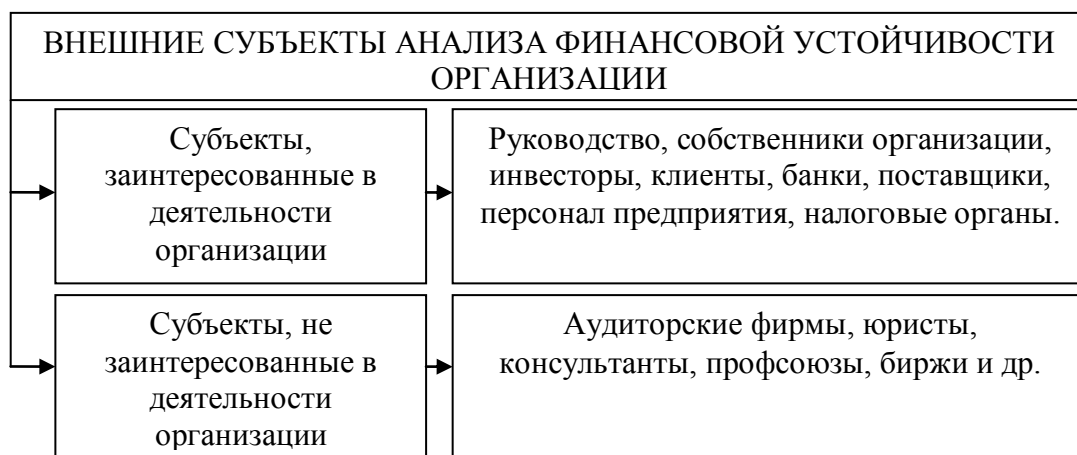 ВНЕШНИЕ СУБЪЕКТЫ АНАЛИЗА ФИНАНСОВОЙ УСТОЙЧИВОСТИ
ОРГАНИЗАЦИИ
Субъекты,
заинтересованные в
деятельности
организации
Руководство, собственники организации,
инвесторы, клиенты, банки, поставщики,
персонал предприятия, налоговые органы.
Субъекты, не
заинтересованные в
деятельности
организации
Аудиторские фирмы, юристы,
консультанты, профсоюзы, биржи и др.